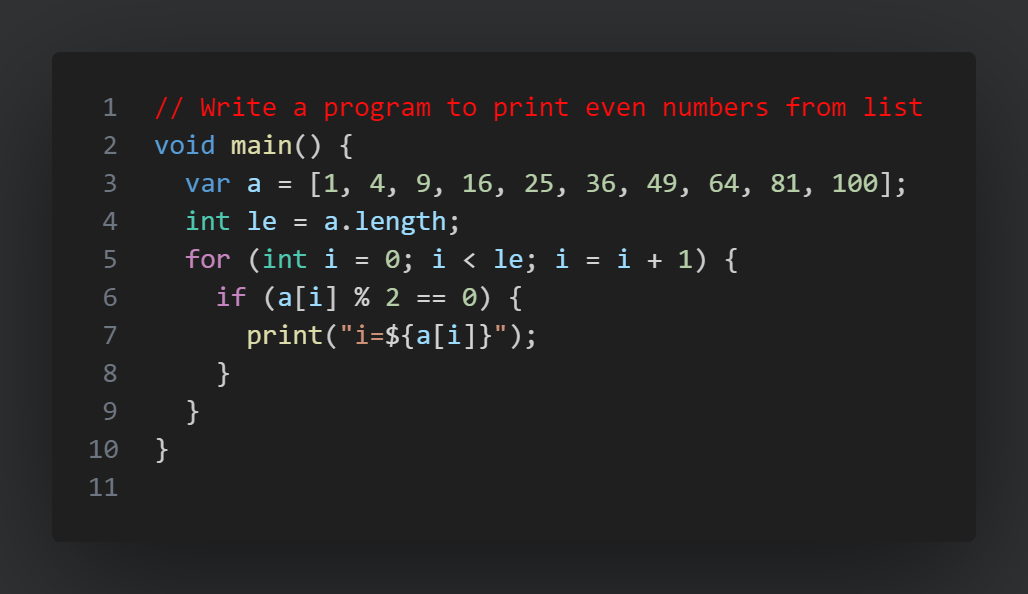 1 // Write a program to print even numbers from list
2 void main() {
3   var a = [1, 4, 9, 16, 25, 36, 49, 64, 81, 100];
4   int le = a.length;
5   for (int i = 0; i < le; i = i + 1) {
6     if (a[i] % 2 == 0) {
7       print("i=${a[i]}");
8     }
9   }
10 }
11